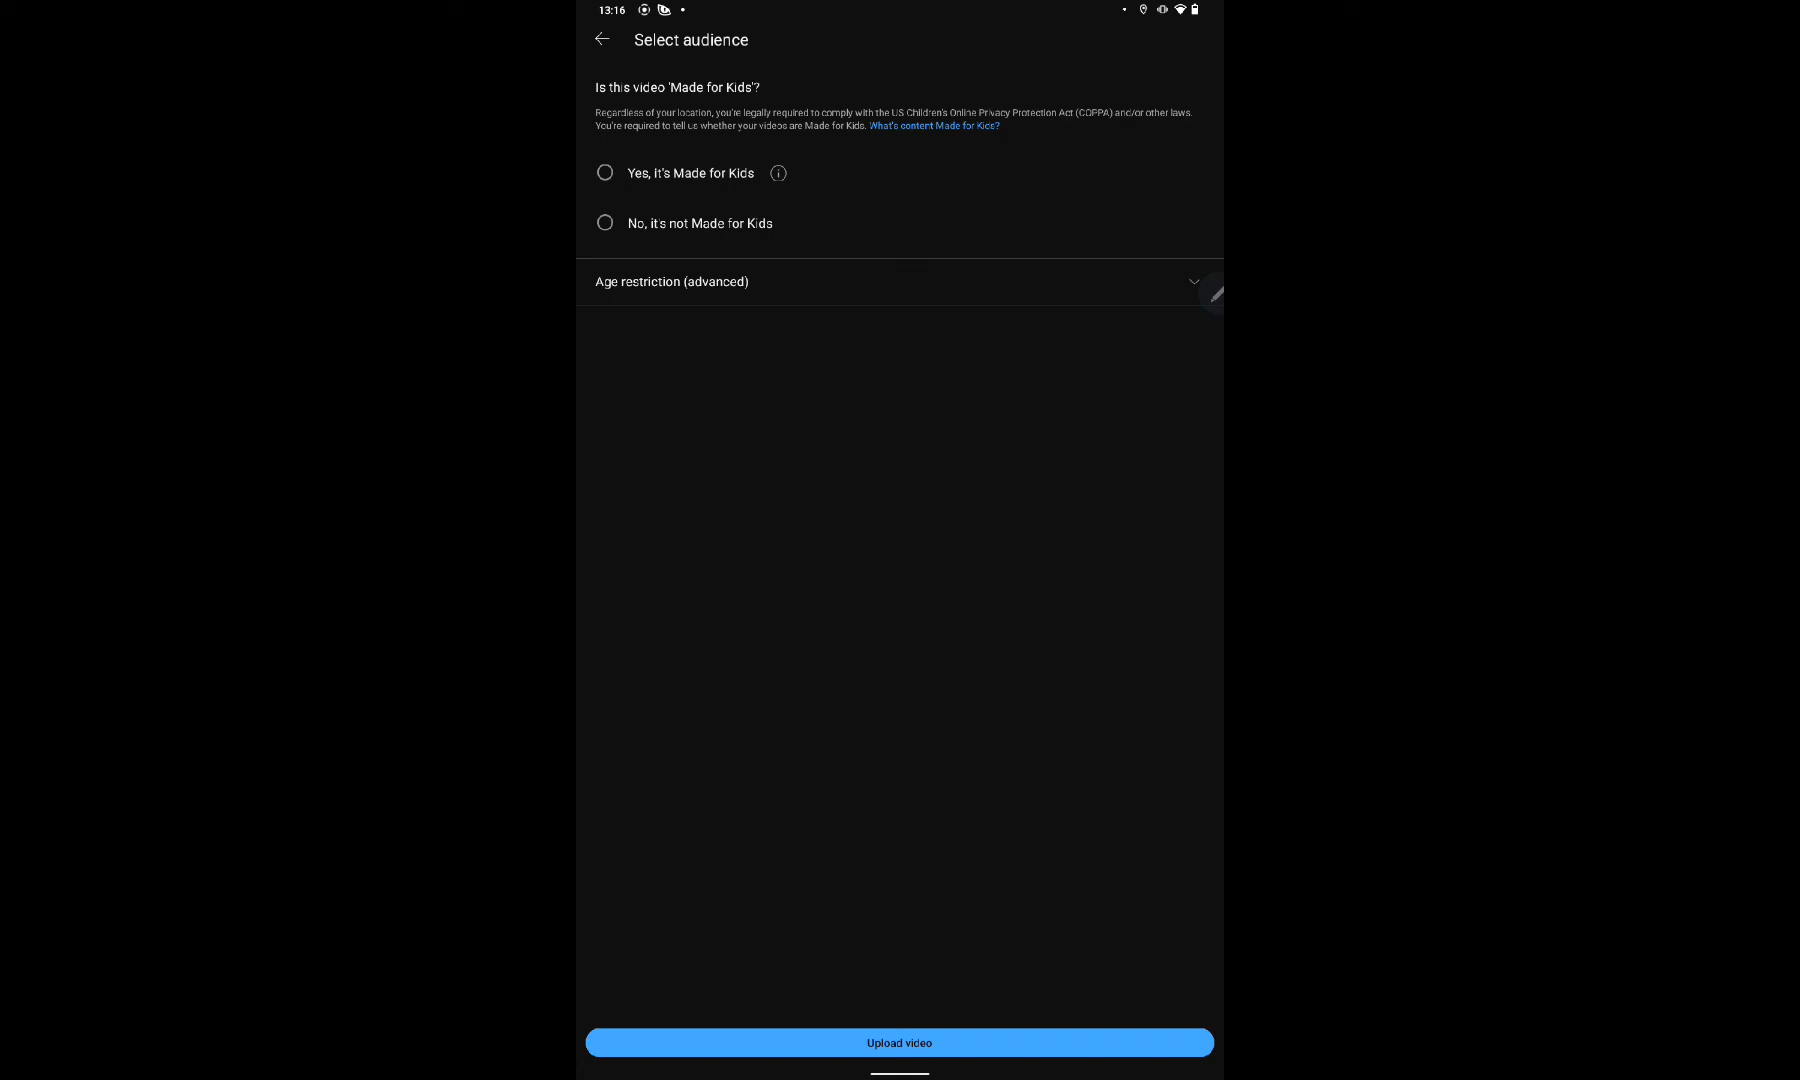 13:16
Select audience
Is this video 'Made for Kids'?
Regardless of your location, you're legally required to comply with the US Children's Online Privacy Protection Act (COPPA) and/or other laws.
You're required to tell us whether your videos are Made for Kids. What's content Made for Kids?
Yes, it's Made for Kids
No, it's not Made for Kids
Age restriction (advanced)
Upload video